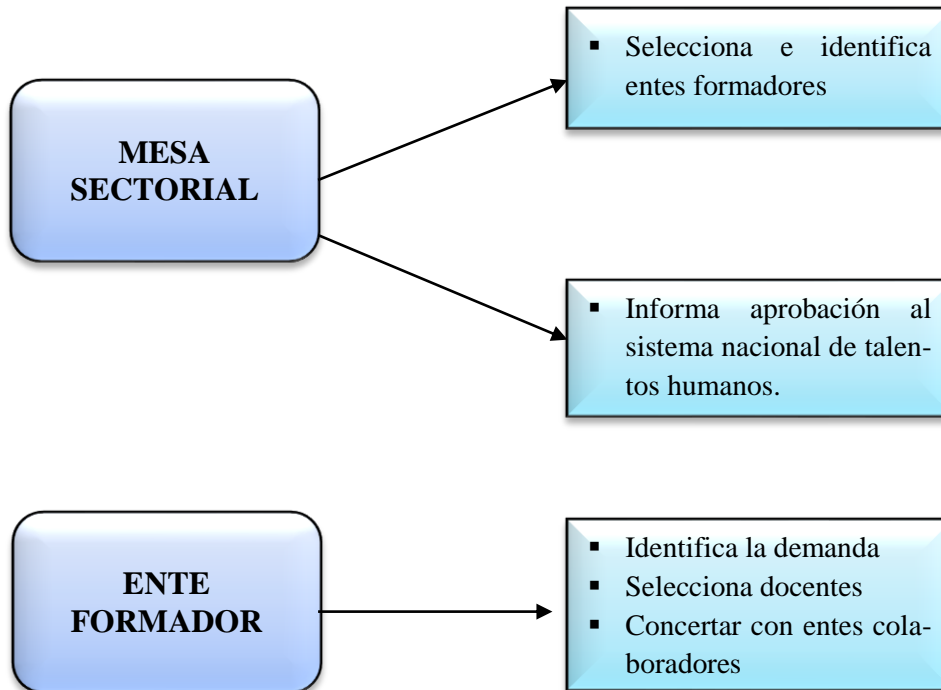 ▪ Selecciona e identifica
entes formadores
MESA
SECTORIAL
▪ Informa aprobación al
sistema nacional de talen-
tos humanos.
ENTE
FORMADOR
▪ Identifica la demanda
▪ Selecciona docentes
▪ Concertar con entes cola-
boradores